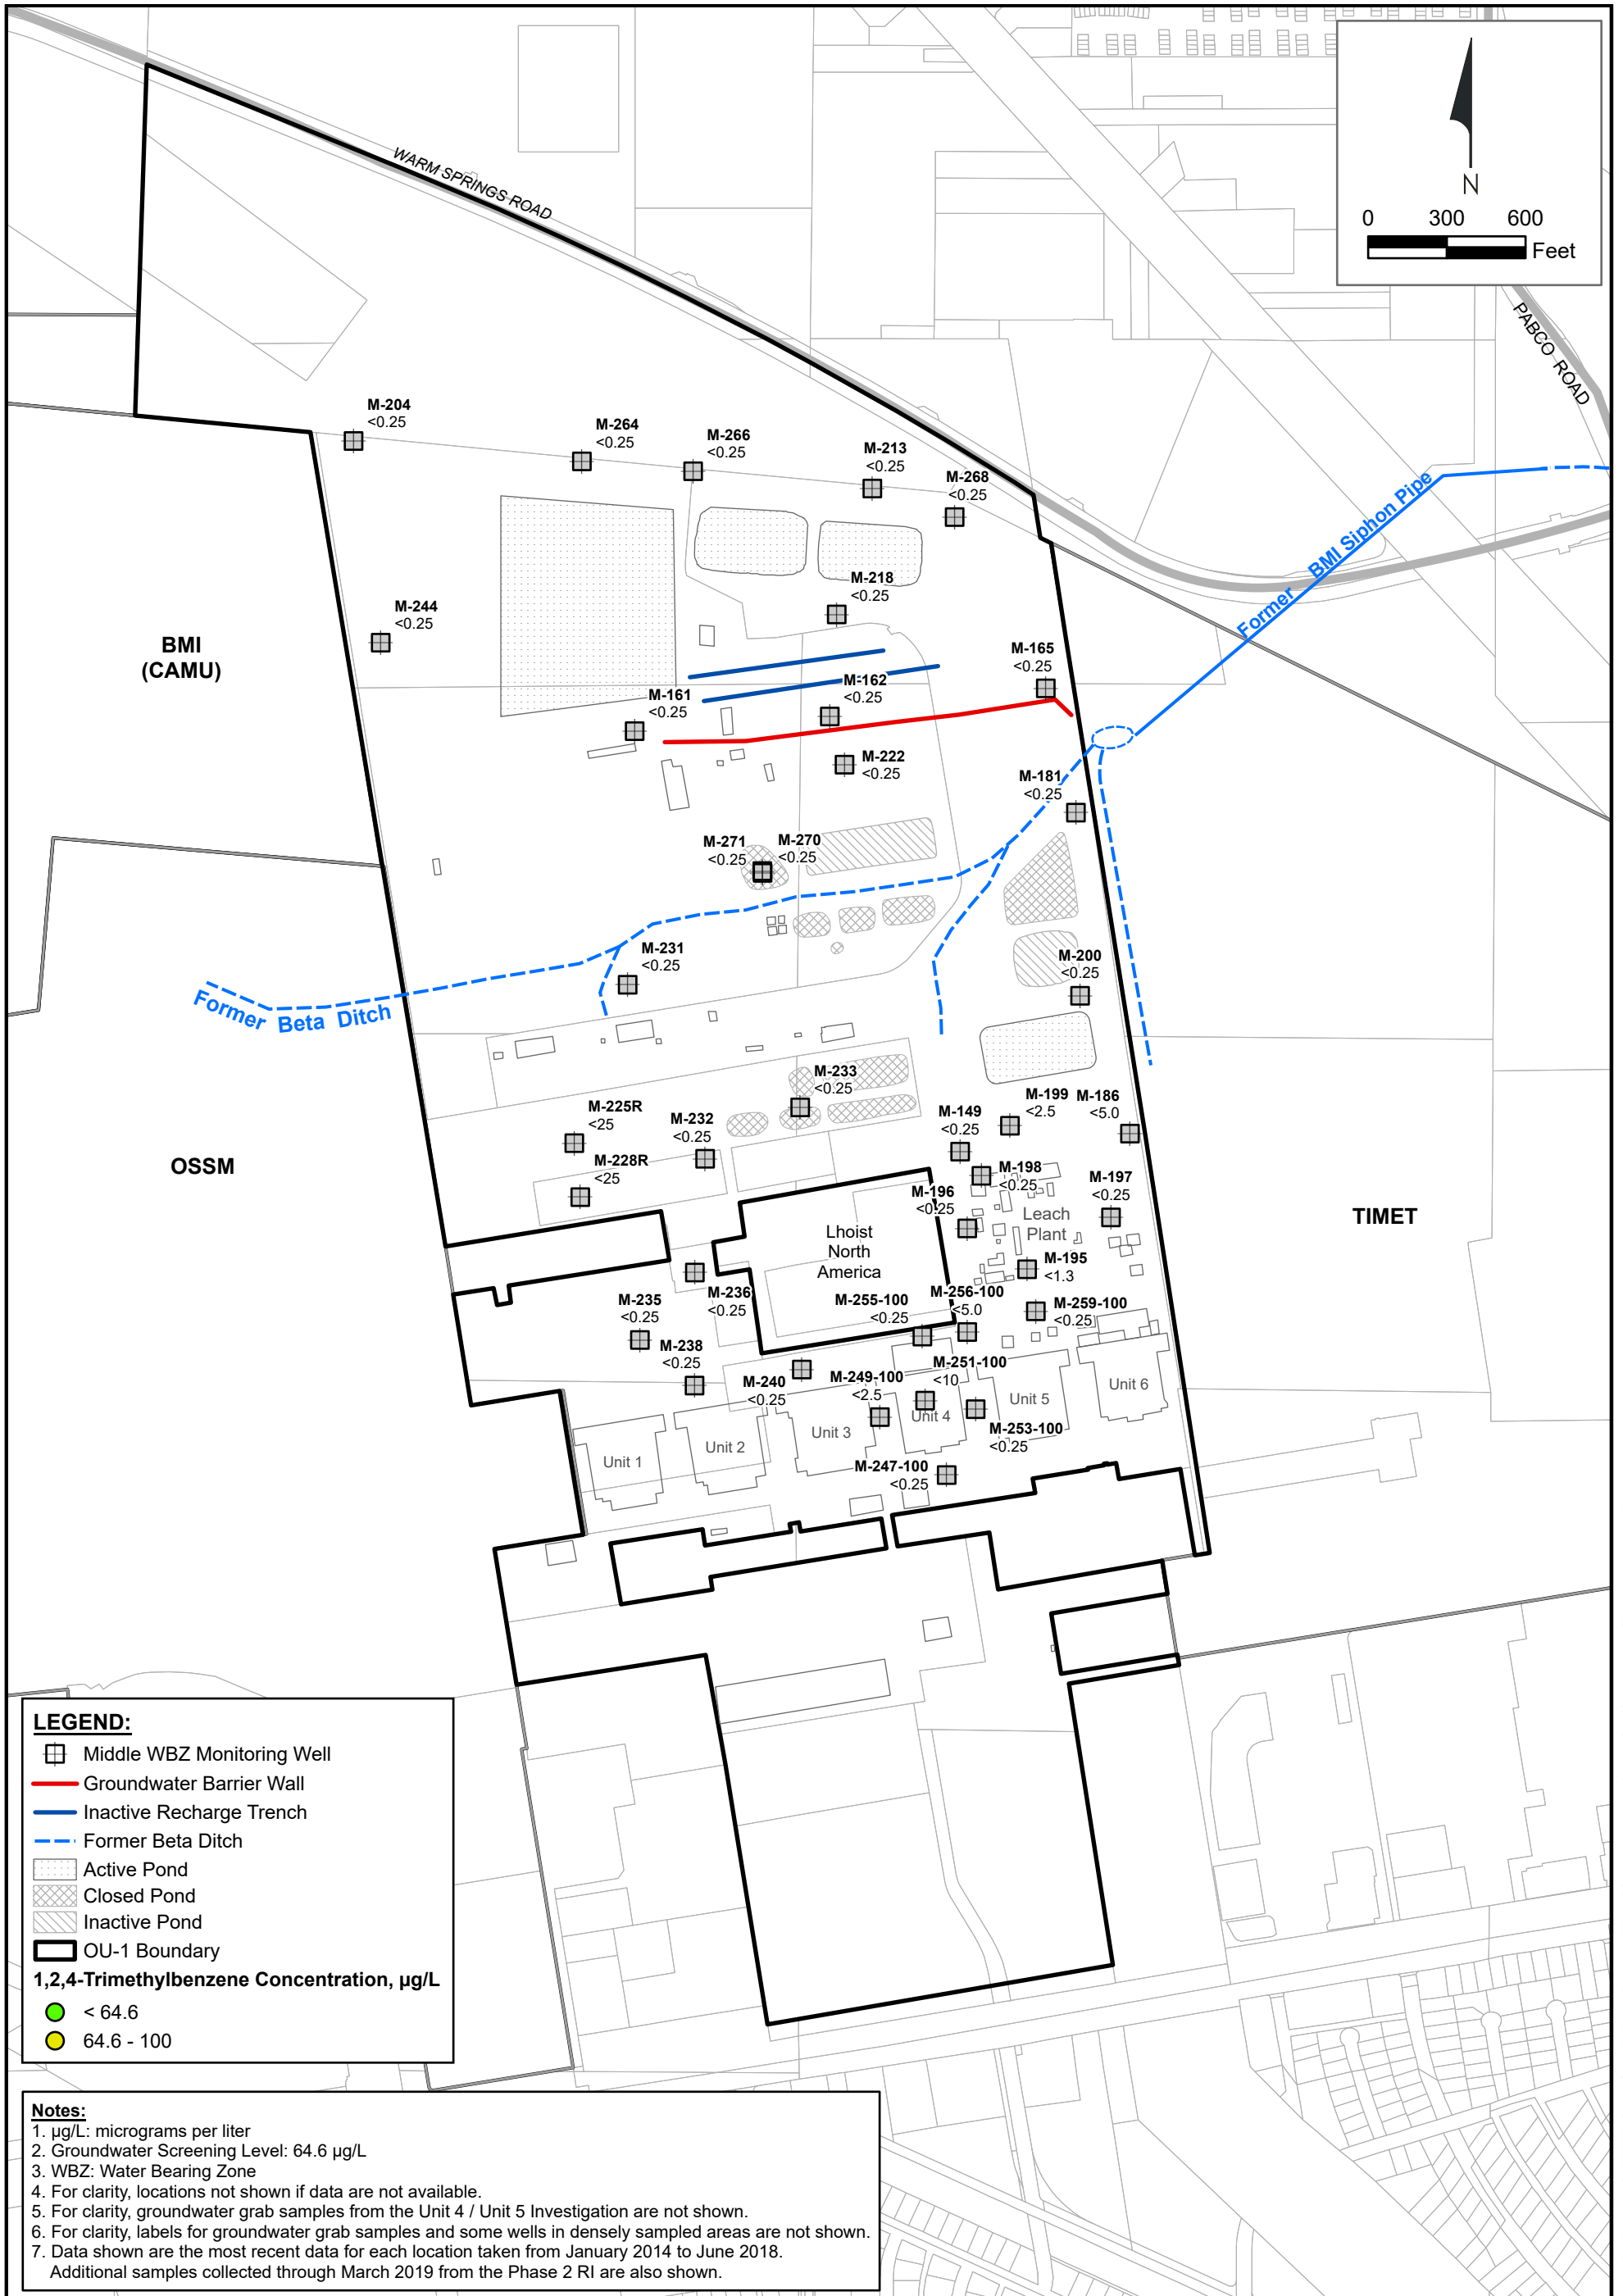 WARM SPRINGS ROAD
N
0 300 600
Feet
PABCO ROAD
M-204
<0.25
M-264
<0.25
M-266
<0.25
M-213
<0.25
M-268
<0.25
Former BMI Siphon Pipe
M-218
<0.25
M-244
<0.25
BMI
(CAMU)
M-165
<0.25
M-161
<0.25
M-162
<0.25
M-222
<0.25
M-181
<0.25
M-271
<0.25
M-270
<0.25
M-231
<0.25
M-200
<0.25
Former Beta Ditch
M-233
<0.25
M-225R
<25
M-232
<0.25
M-149
<0.25
M-199
<2.5
M-186
<5.0
OSSM
M-228R
<25
M-198
<0.25
M-196
<0.25
M-197
<0.25
Leach
Plant
TIMET
Lhoist
North
America
M-195
<1.3
M-236
<0.25
M-235
<0.25
M-255-100
<0.25
M-256-100
<5.0
M-259-100
<0.25
M-238
<0.25
M-240
<0.25
M-249-100
<2.5
M-251-100
<10
M-253-100
<0.25
M-247-100
<0.25
Unit 1
Unit 2
Unit 3
Unit 4
Unit 5
Unit 6
LEGEND:
Middle WBZ Monitoring Well
Groundwater Barrier Wall
Inactive Recharge Trench
Former Beta Ditch
Active Pond
Closed Pond
Inactive Pond
OU-1 Boundary
1,2,4-Trimethylbenzene Concentration, µg/L
< 64.6
64.6 - 100
Notes:
1. µg/L: micrograms per liter
2. Groundwater Screening Level: 64.6 µg/L
3. WBZ: Water Bearing Zone
4. For clarity, locations not shown if data are not available.
5. For clarity, groundwater grab samples from the Unit 4 / Unit 5 Investigation are not shown.
6. For clarity, labels for groundwater grab samples and some wells in densely sampled areas are not shown.
7. Data shown are the most recent data for each location taken from January 2014 to June 2018.
Additional samples collected through March 2019 from the Phase 2 RI are also shown.